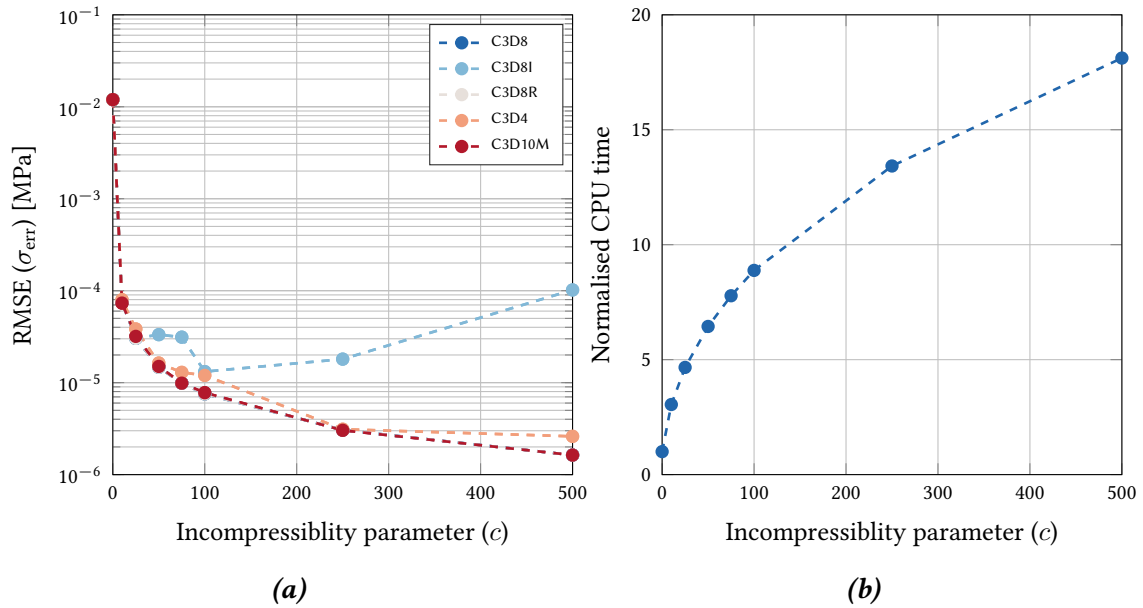 10⁻¹
10⁻²
10⁻³
10⁻⁴
10⁻⁵
10⁻⁶
RMSE (σ_err) [MPa]
C3D8
C3D8I
C3D8R
C3D4
C3D10M
0 100 200 300 400 500
Incompressiblity parameter (c)
(a)
20
15
10
5
0
Normalised CPU time
0 100 200 300 400 500
Incompressiblity parameter (c)
(b)